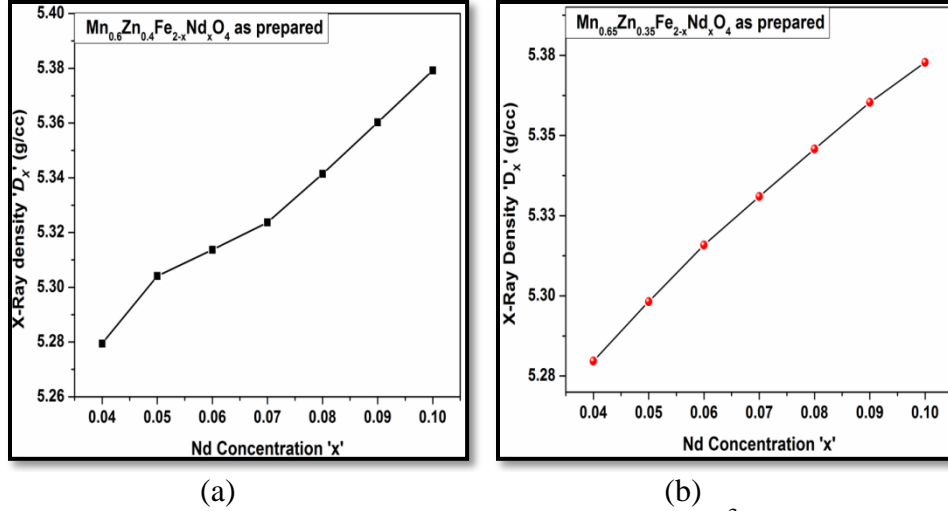 Mn0.6Zn0.4Fe2-xNdxO4 as prepared
X-Ray density 'Dx' (g/cc)
5.40
5.38
5.36
5.34
5.32
5.30
5.28
5.26
0.04 0.05 0.06 0.07 0.08 0.09 0.10
Nd Concentration 'x'
(a)
Mn0.65Zn0.35Fe2-xNdxO4 as prepared
X-Ray Density 'Dx' (g/cc)
5.38
5.35
5.33
5.30
5.28
0.04 0.05 0.06 0.07 0.08 0.09 0.10
Nd Concentration 'x'
(b)